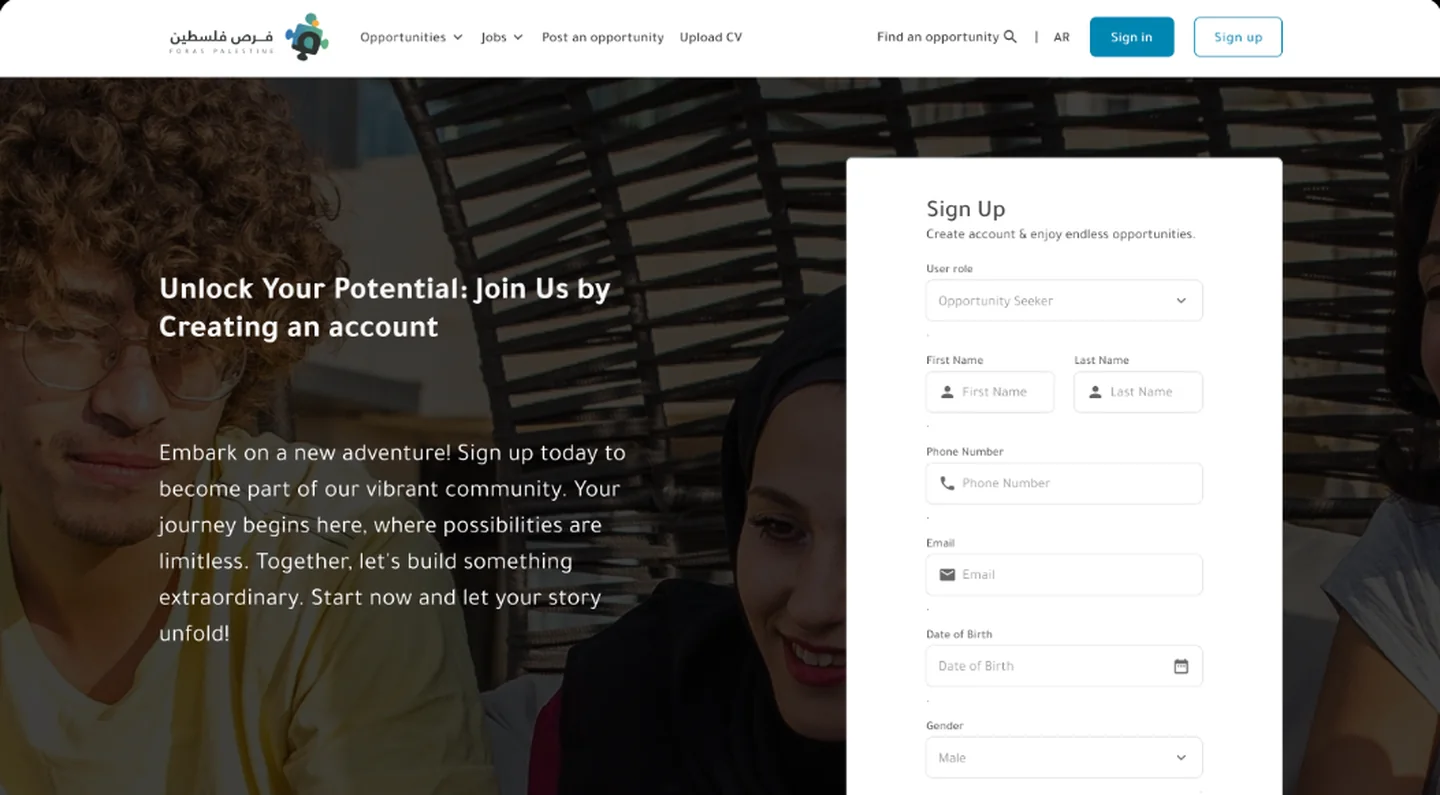 فـرص فلسطين
FORAS PALESTINE
Opportunities
Jobs
Post an opportunity
Upload CV
Find an opportunity
|
AR
Sign in
Sign up
Unlock Your Potential: Join Us by
Creating an account
Embark on a new adventure! Sign up today to
become part of our vibrant community. Your
journey begins here, where possibilities are
limitless. Together, let's build something
extraordinary. Start now and let your story
unfold!
Sign Up
Create account & enjoy endless opportunities.
User role
Opportunity Seeker
.
First Name
Last Name
First Name
Last Name
.
Phone Number
Phone Number
.
Email
Email
.
Date of Birth
Date of Birth
.
Gender
Male